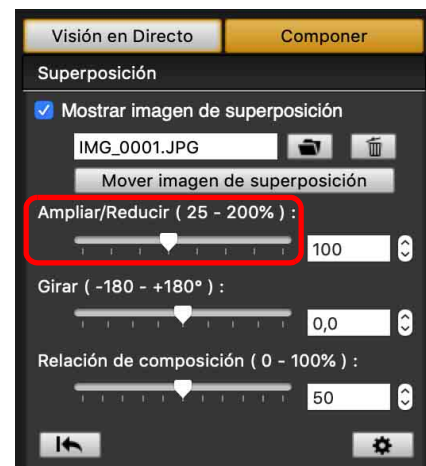 Visión en Directo Componer
Superposición
Mostrar imagen de superposición
IMG_0001.JPG
Mover imagen de superposición
Ampliar/Reducir ( 25 - 200% ) :
100
Girar ( -180 - +180° ) :
0,0
Relación de composición ( 0 - 100% ) :
50